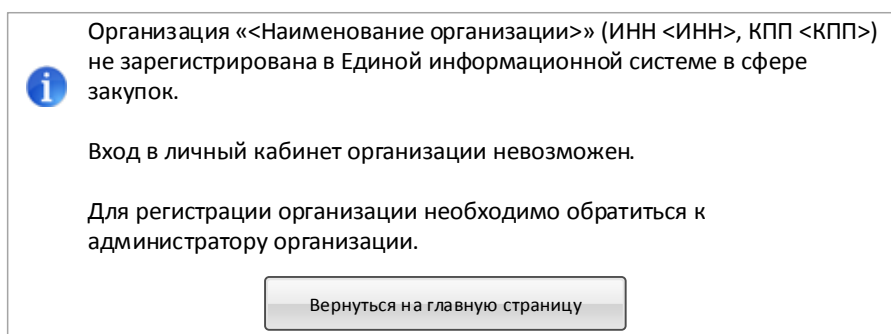 Организация «<Наименование организации>» (ИНН <ИНН>, КПП <КПП>)
не зарегистрирована в Единой информационной системе в сфере
закупок.
Вход в личный кабинет организации невозможен.
Для регистрации организации необходимо обратиться к
администратору организации.
Вернуться на главную страницу